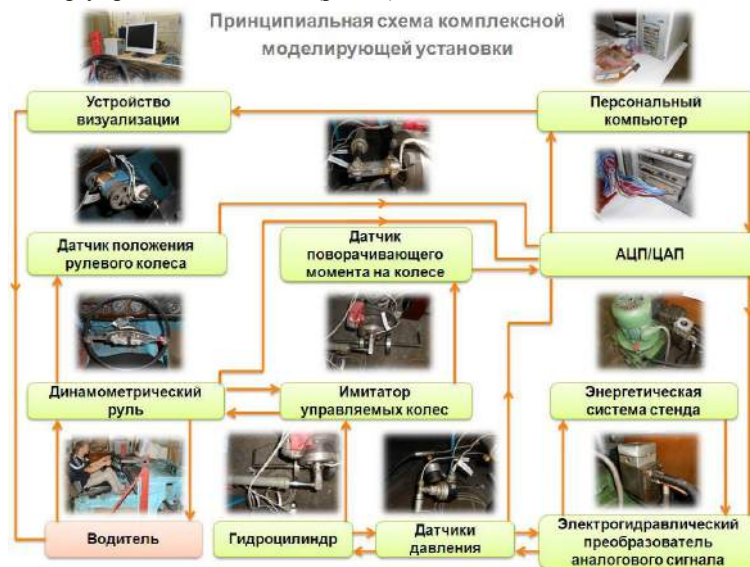 Принципиальная схема комплексной
моделирующей установки
Устройство
визуализации
Персональный
компьютер
Датчик положения
рулевого колеса
Датчик
поворачивающего
момента на колесе
АЦП/ЦАП
Динамометрический
руль
Имитатор
управляемых колес
Энергетическая
система стенда
Водитель
Гидроцилиндр
Датчики
давления
Электрогидравлический
преобразователь
аналогового сигнала